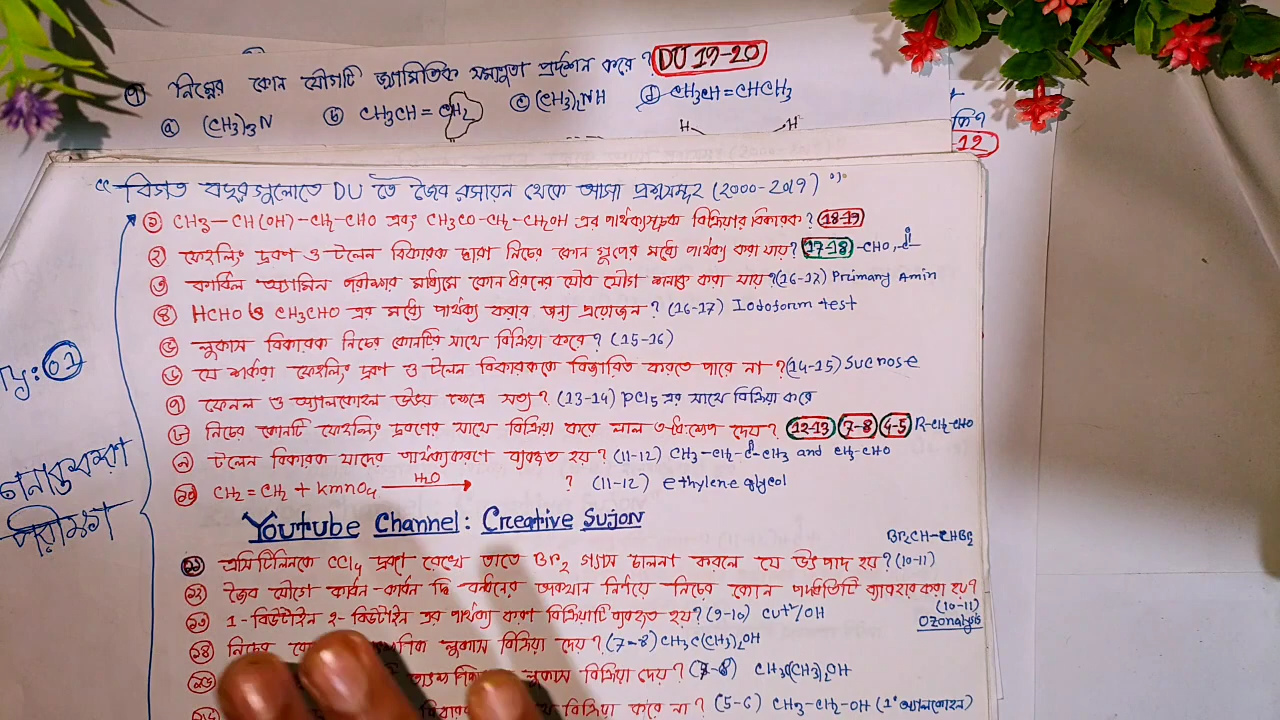 ৭ নিম্নের কোন যৌগটি জ্যামিতিক সমাণুতা প্রদর্শন করে? DU 19-20
ⓐ (CH3)3N ⓑ CH3CH = CH2 ⓒ (CH3)2NH ⓓ CH3CH = CHCH3
কি?
-12
"বিগত বছরগুলোতে DU তে জৈব রসায়ন থেকে আসা প্রশ্নসমূহ (2000-2019)"
① CH3–CH(OH)–CH2–CHO এবং CH3CO–CH2–CH2OH এর পার্থক্যসূচক বিক্রিয়ার বিকারক? 18-19
② ফেহলিং দ্রবণ ও টলেন বিকারক দ্বারা নিচের কোন গ্রুপের মধ্যে পার্থক্য করা যায়? 17-18 -CHO,
③ কার্বিল অ্যামিন পরীক্ষার মাধ্যমে কোন ধরনের যৌগ শনাক্ত করা যায়? (16-17) Primary Amin
④ HCHO ও CH3CHO এর মধ্যে পার্থক্য করার জন্য প্রয়োজন? (16-17) Iodoform test
⑤ লুকাস বিকারক নিচের কোনটির সাথে বিক্রিয়া করে? (15-16)
⑥ যে শর্করা ফেহলিং দ্রবণ ও টলেন বিকারককে বিজারিত করতে পারে না? (14-15) Sucrose
Ty: 01
⑦ ফেনল ও অ্যালকোহল উভয় ক্ষেত্রে সত্য? (13-14) PCl5 এর সাথে বিক্রিয়া করে
⑧ নিচের কোনটি ফেহলিং দ্রবণের সাথে বিক্রিয়া করে লাল অধঃক্ষেপ দেয়? 12-13 7-8 4-5 R-CH2-CHO
⑨ টলেন বিকারক যাদের পার্থক্যকরণে ব্যবহৃত হয়? (11-12) CH3-CH2-C-CH3 and CH3-CHO
⑩ CH2 = CH2 + KmnO4 H2O → ? (11-12) ethylene glycol
পরীক্ষা
Youtube Channel: Creative Sujon
Br2CH-CHBr2
⑪ এসিটিলিনকে CCl4 দ্রবণে রেখে তাতে Br2 গ্যাস চালনা করলে যে উৎপাদ হয়? (10-11)
⑫ জৈব যৌগে কার্বন-কার্বন দ্বি বন্ধনের অবস্থান নির্ণয়ে নিচের কোন পদ্ধতিটি ব্যবহার করা হয়?
(10-11)
⑬ 1-বিউটাইন ২-বিউটাইন এর পার্থক্য করা বিক্রিয়াটি ব্যবহৃত হয়? (9-10) Cu+/OH
Ozonalysis
⑭ নিচের লুকাস বিক্রিয়া দেয়? (7-8) CH3C(CH3)2OH
⑮ লুকাস বিক্রিয়া দেয়? (7-8) CH3C(CH3)2OH
বিক্রিয়া করে না? (5-6) CH3-CH2-OH (1° অ্যালকোহল)